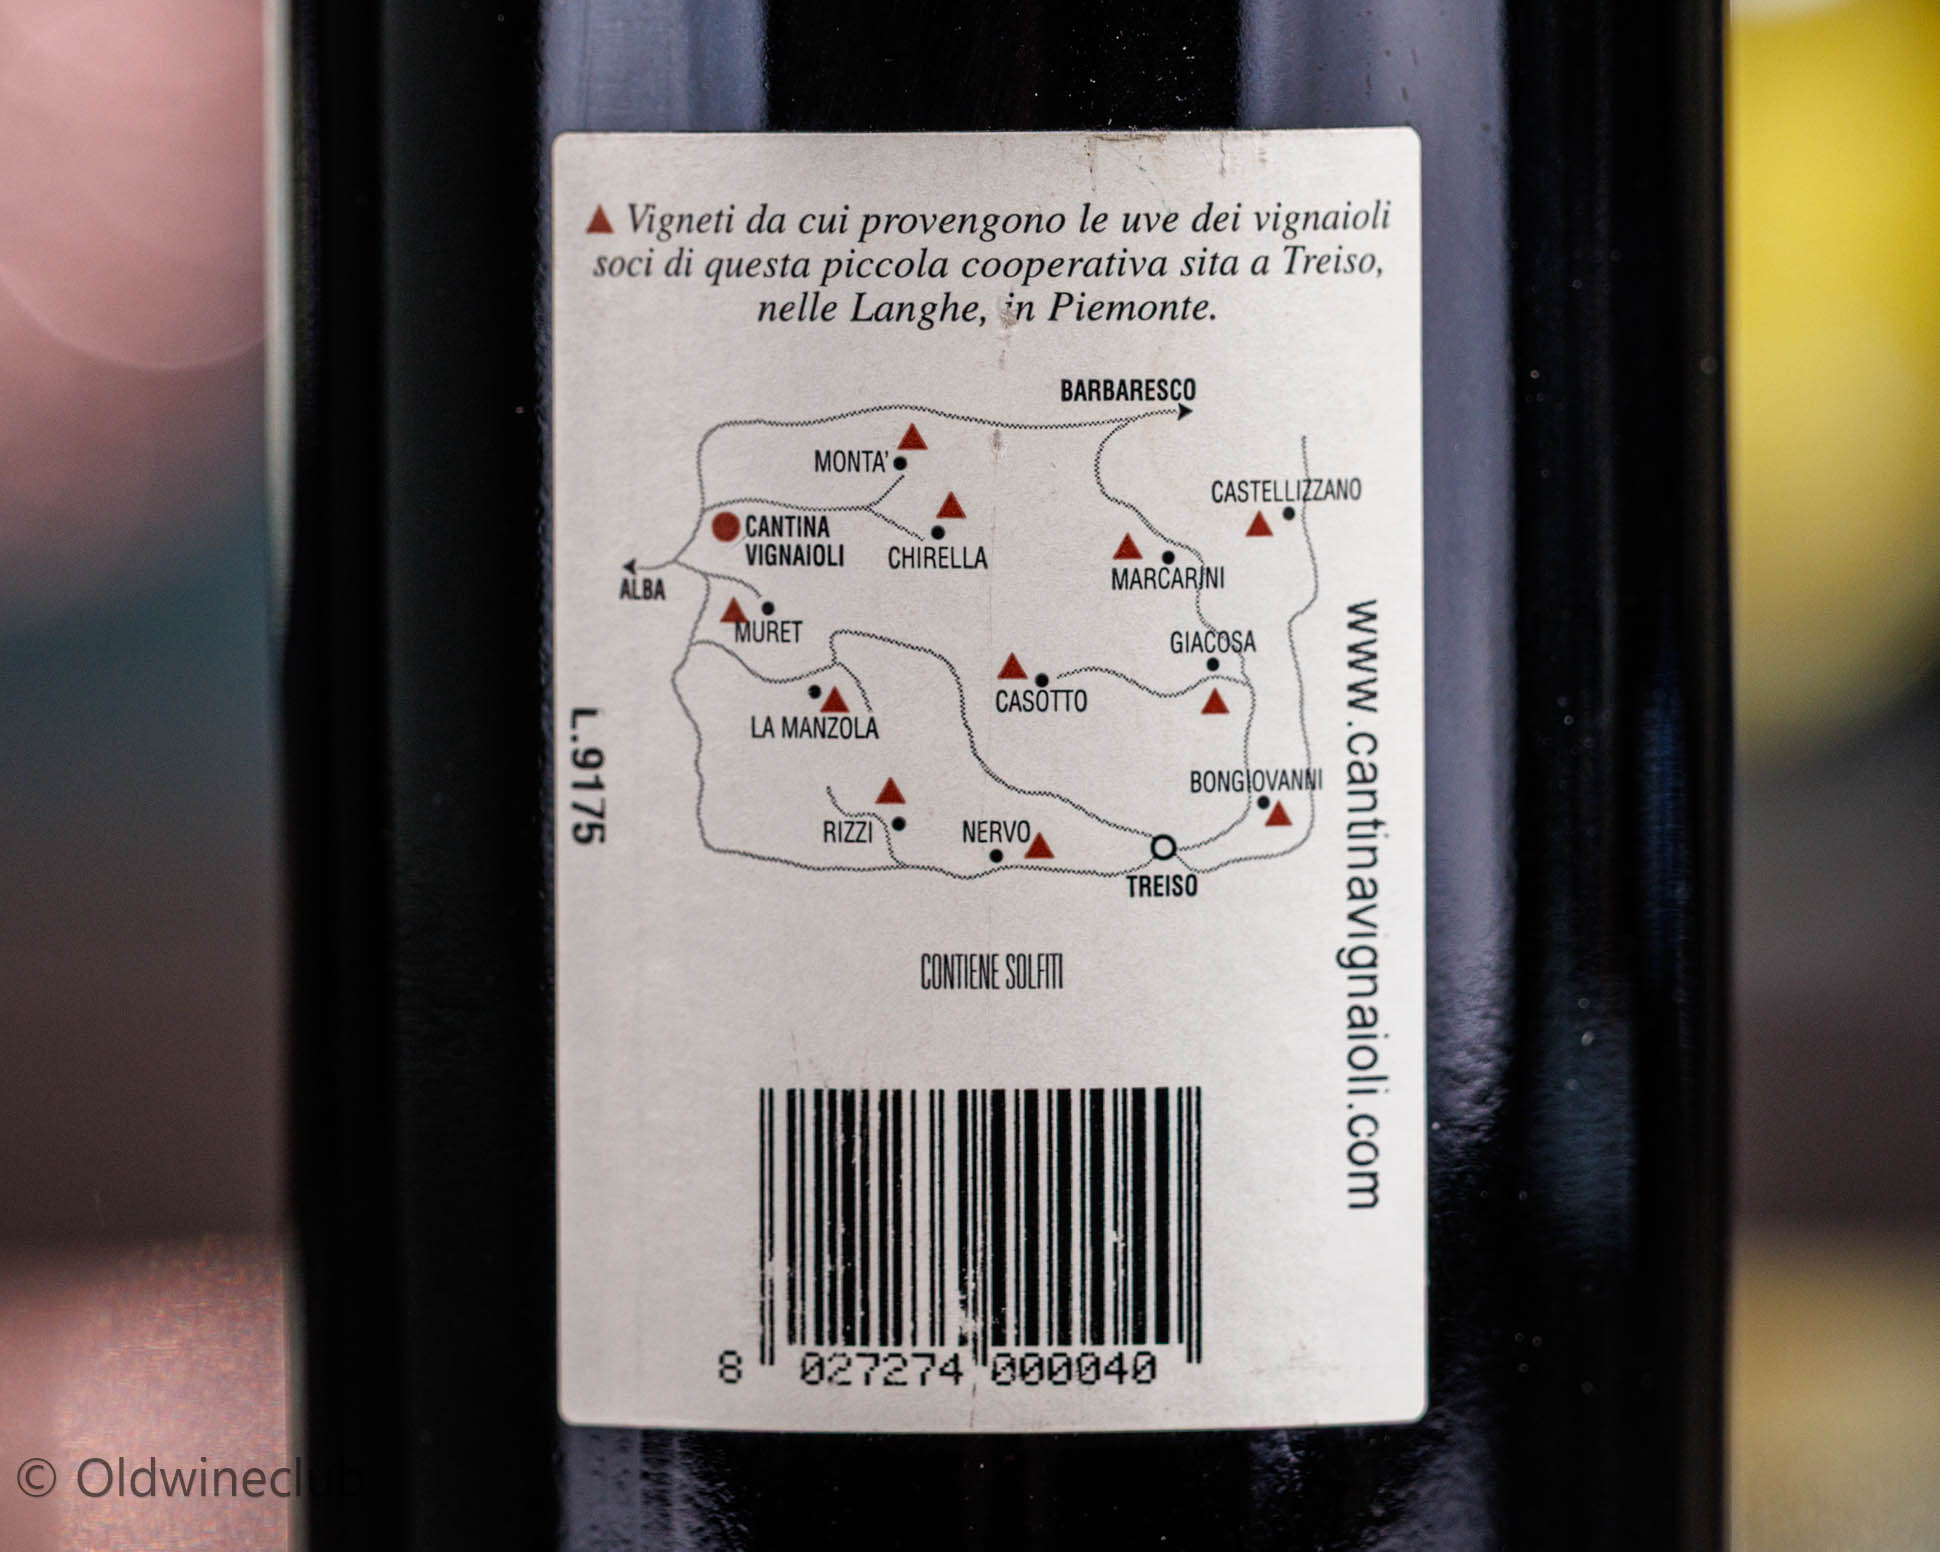 ▲ Vigneti da cui provengono le uve dei vignaioli
soci di questa piccola cooperativa sita a Treiso,
nelle Langhe, in Piemonte.
BARBARESCO
MONTA'
CASTELLIZZANO
CANTINA
VIGNAIOLI
CHIRELLA
MARCARINI
ALBA
MURET
GIACOSA
CASOTTO
LA MANZOLA
BONGIOVANNI
RIZZI
NERVO
TREISO
L.9175
www.cantinavignaioli.com
CONTIENE SOLFITI
8 027274 000040
© Oldwineclub